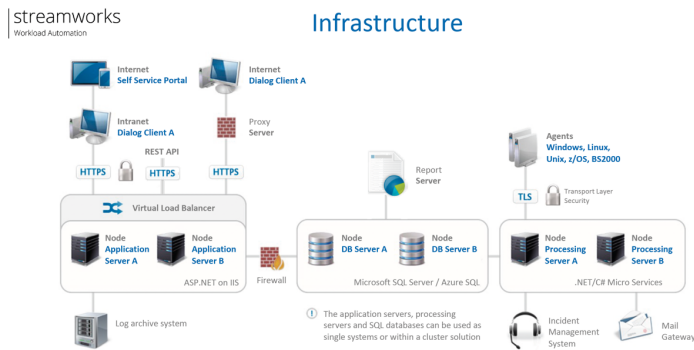 streamworks
Workload Automation
Infrastructure
Internet
Self Service Portal
Internet
Dialog Client A
Intranet
Dialog Client A
Proxy
Server
REST API
HTTPS
HTTPS
HTTPS
Report
Server
Agents
Windows, Linux,
Unix, z/OS, BS2000
TLS
Transport Layer
Security
Virtual Load Balancer
Node
Application
Server A
Node
Application
Server B
ASP.NET on IIS
Firewall
Node
DB Server A
Node
DB Server B
Microsoft SQL Server / Azure SQL
Node
Processing
Server A
Node
Processing
Server B
.NET/C# Micro Services
Log archive system
! The application servers, processing
servers and SQL databases can be used as
single systems or within a cluster solution
Incident
Management
System
Mail
Gateway